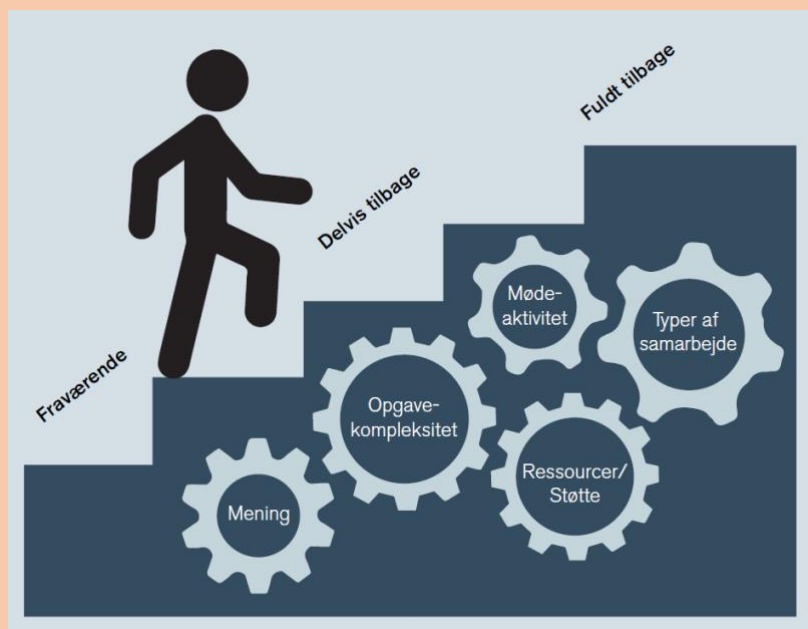 Fuldt tilbage
Delvis tilbage
Fraværende
Møde-
aktivitet
Typer af
samarbejde
Opgave-
kompleksitet
Ressourcer/
Støtte
Mening